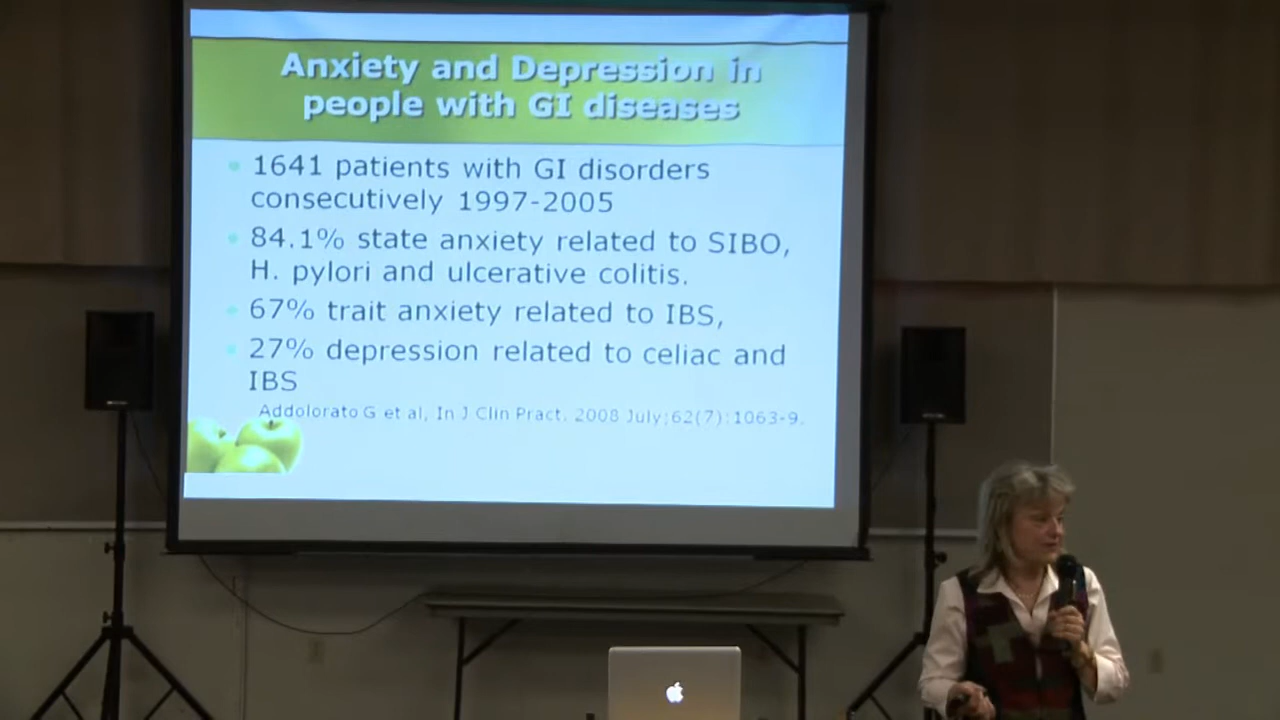 Anxiety and Depression in
people with GI diseases
1641 patients with GI disorders
consecutively 1997-2005
84.1% state anxiety related to SIBO,
H. pylori and ulcerative colitis.
67% trait anxiety related to IBS,
27% depression related to celiac and
IBS
Addolorato G et al, In J Clin Pract. 2008 July;62(7):1063-9.